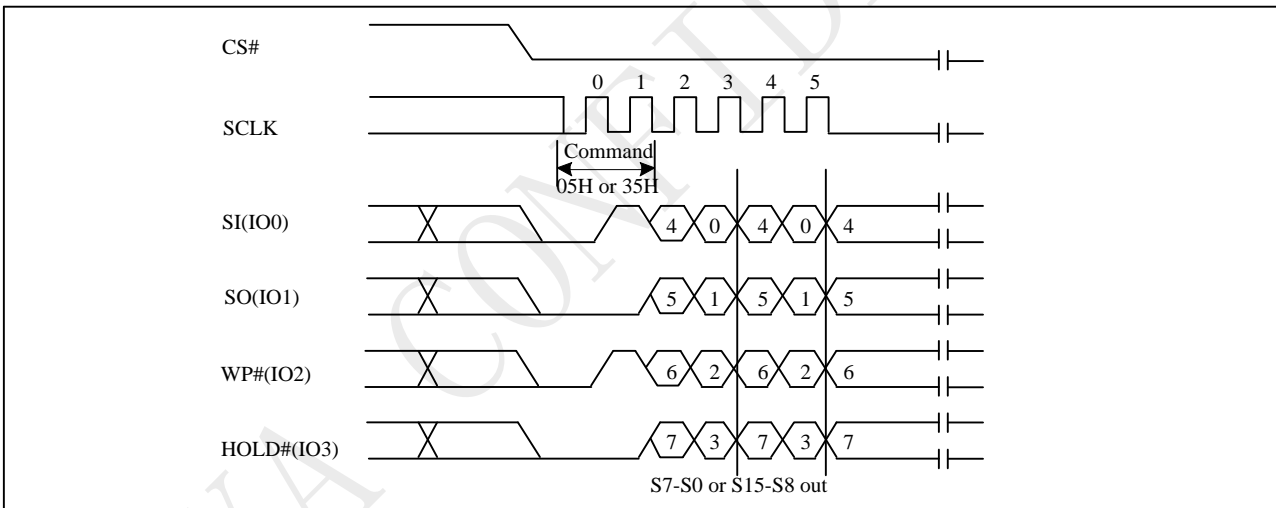 CS#
0 1 2 3 4 5
SCLK
Command
05H or 35H
SI(IO0) 4 0 4 0 4
SO(IO1) 5 1 5 1 5
WP#(IO2) 6 2 6 2 6
HOLD#(IO3) 7 3 7 3 7
S7-S0 or S15-S8 out